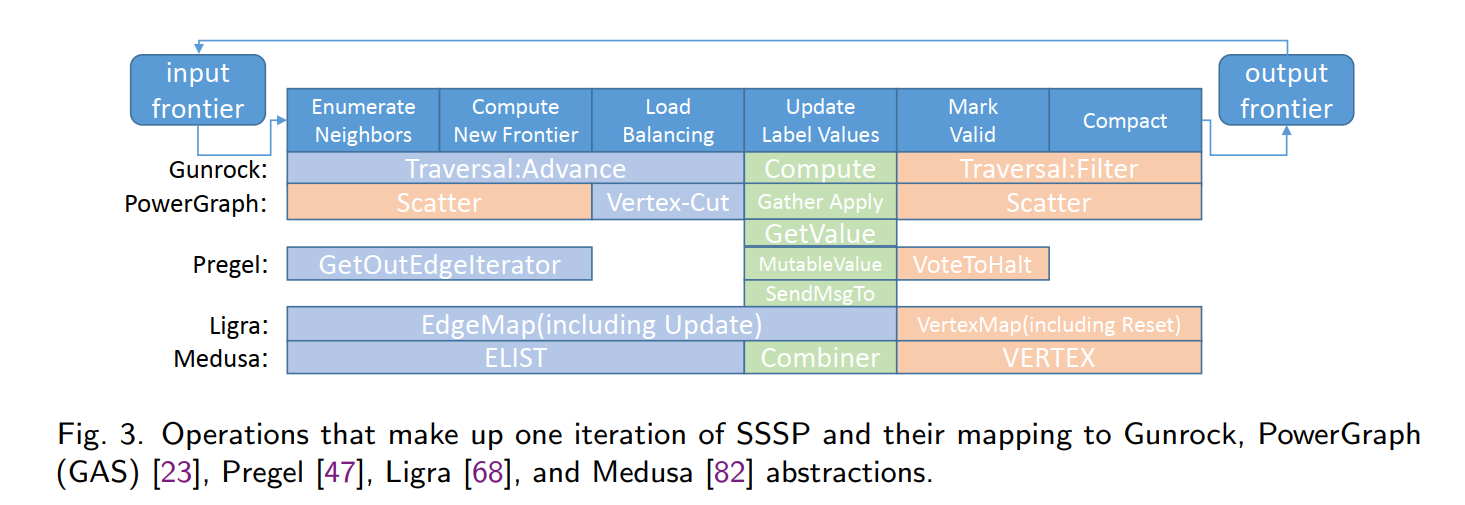 input
frontier
output
frontier
Enumerate
Neighbors
Compute
New Frontier
Load
Balancing
Update
Label Values
Mark
Valid
Compact
Gunrock: Traversal:Advance Compute Traversal:Filter
PowerGraph: Scatter Vertex-Cut Gather Apply Scatter
GetValue
Pregel: GetOutEdgeIterator MutableValue VoteToHalt
SendMsgTo
Ligra: EdgeMap(including Update) VertexMap(including Reset)
Medusa: ELIST Combiner VERTEX
Fig. 3. Operations that make up one iteration of SSSP and their mapping to Gunrock, PowerGraph
(GAS) [23], Pregel [47], Ligra [68], and Medusa [82] abstractions.